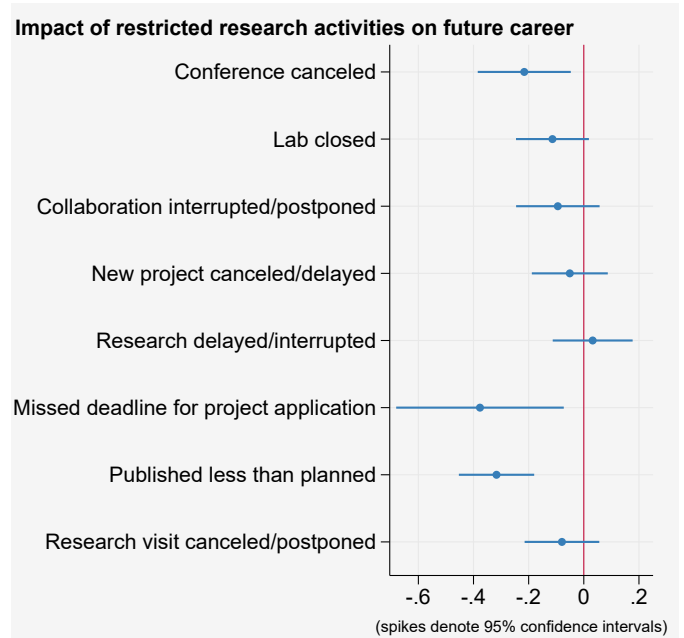 Impact of restricted research activities on future career
Conference canceled
Lab closed
Collaboration interrupted/postponed
New project canceled/delayed
Research delayed/interrupted
Missed deadline for project application
Published less than planned
Research visit canceled/postponed
-.6 -.4 -.2 0 .2
(spikes denote 95% confidence intervals)